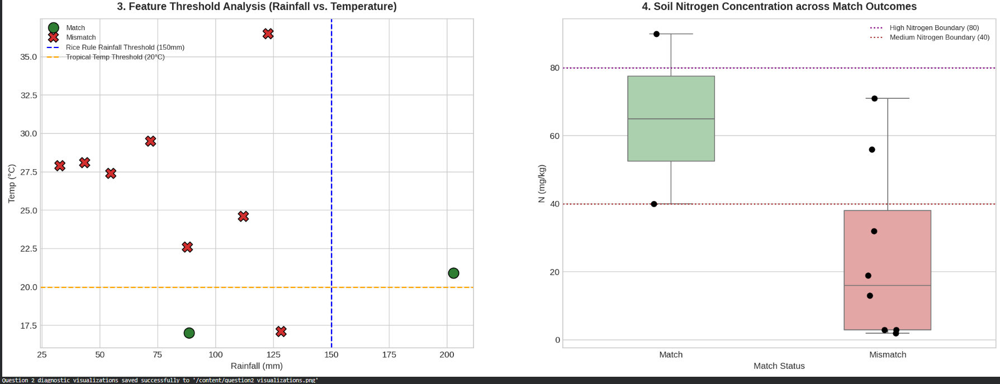 3. Feature Threshold Analysis (Rainfall vs. Temperature)
Match
Mismatch
Rice Rule Rainfall Threshold (150mm)
Tropical Temp Threshold (20°C)
35.0
32.5
30.0
27.5
25.0
22.5
20.0
17.5
Temp (°C)
25 50 75 100 125 150 175 200
Rainfall (mm)
4. Soil Nitrogen Concentration across Match Outcomes
High Nitrogen Boundary (80)
Medium Nitrogen Boundary (40)
80
60
40
20
0
N (mg/kg)
Match Mismatch
Match Status
Question 2 diagnostic visualizations saved successfully to '/content/question2_visualizations.png'